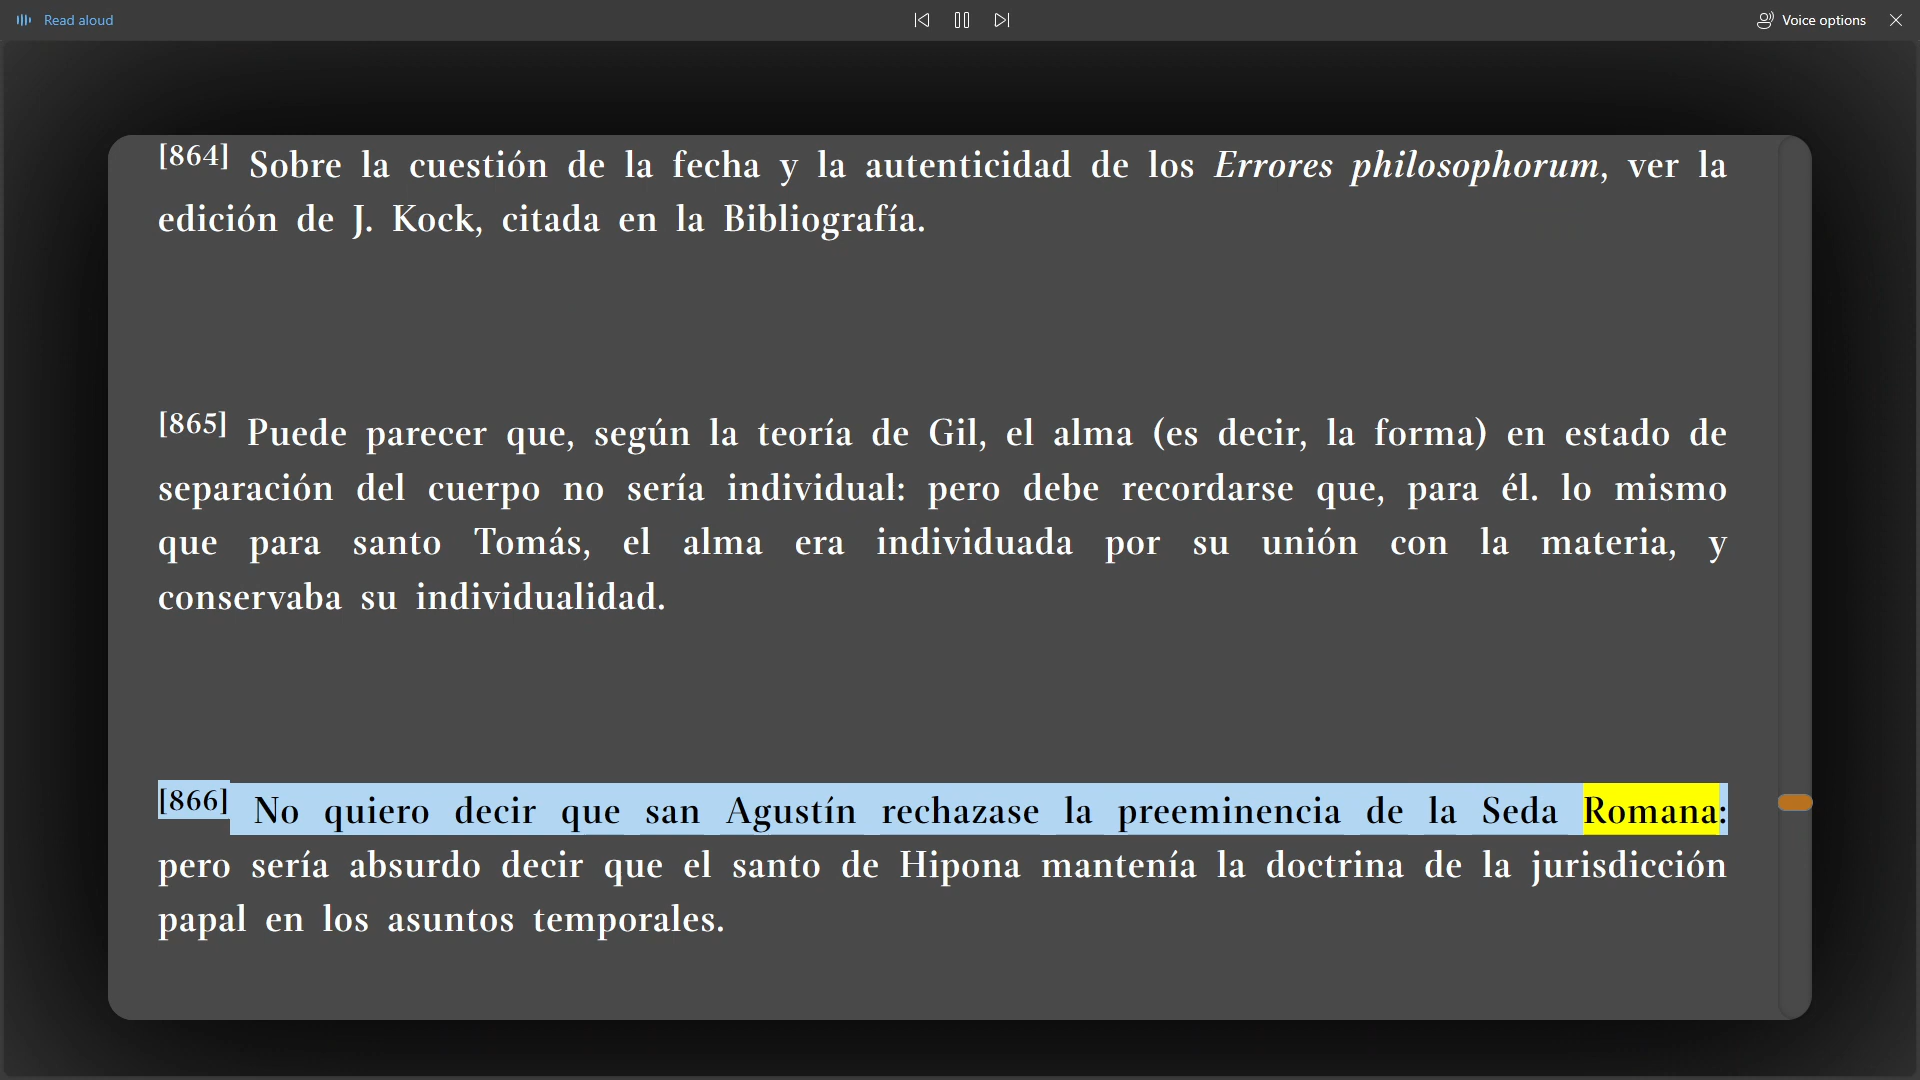 Read aloud
Voice options
[864] Sobre la cuestión de la fecha y la autenticidad de los Errores philosophorum, ver la
edición de J. Kock, citada en la Bibliografía.
[865] Puede parecer que, según la teoría de Gil, el alma (es decir, la forma) en estado de
separación del cuerpo no sería individual: pero debe recordarse que, para él. lo mismo
que para santo Tomás, el alma era individuada por su unión con la materia, y
conservaba su individualidad.
[866] No quiero decir que san Agustín rechazase la preeminencia de la Seda Romana:
pero sería absurdo decir que el santo de Hipona mantenía la doctrina de la jurisdicción
papal en los asuntos temporales.